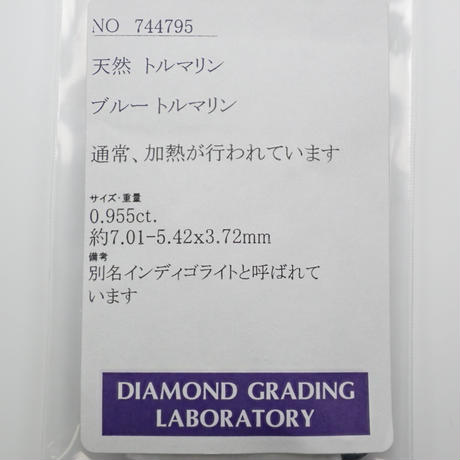 NO 744795
天然 トルマリン
ブルートルマリン
通常、加熱が行われています
サイズ・重量
0.955ct.
約7.01-5.42x3.72mm
備考
別名インディゴライトと呼ばれて
います
DIAMOND GRADING
LABORATORY